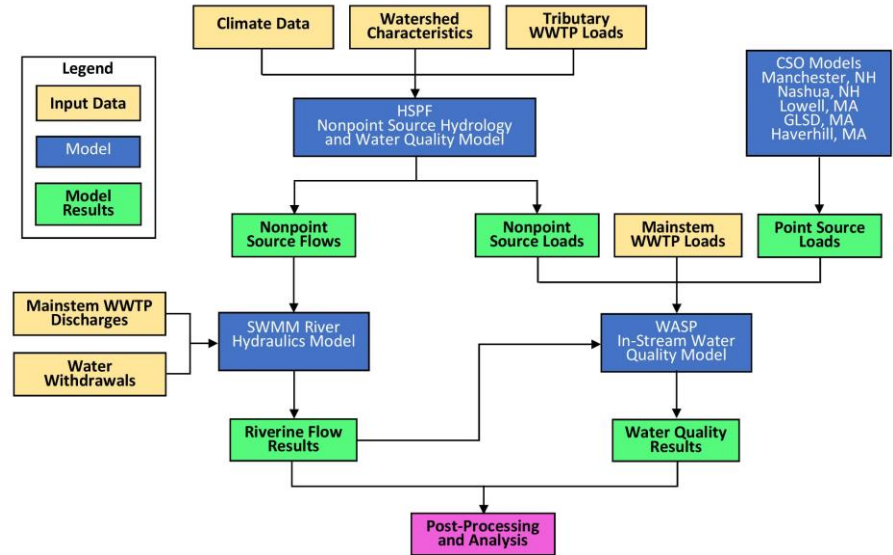 Climate Data
Watershed
Characteristics
Tributary
WWTP Loads
Legend
Input Data
Model
Model
Results
HSPF
Nonpoint Source Hydrology
and Water Quality Model
CSO Models
Manchester, NH
Nashua, NH
Lowell, MA
GLSD, MA
Haverhill, MA
Nonpoint
Source Flows
Nonpoint
Source Loads
Mainstem
WWTP Loads
Point Source
Loads
Mainstem WWTP
Discharges
Water
Withdrawals
SWMM River
Hydraulics Model
WASP
In-Stream Water
Quality Model
Riverine Flow
Results
Water Quality
Results
Post-Processing
and Analysis